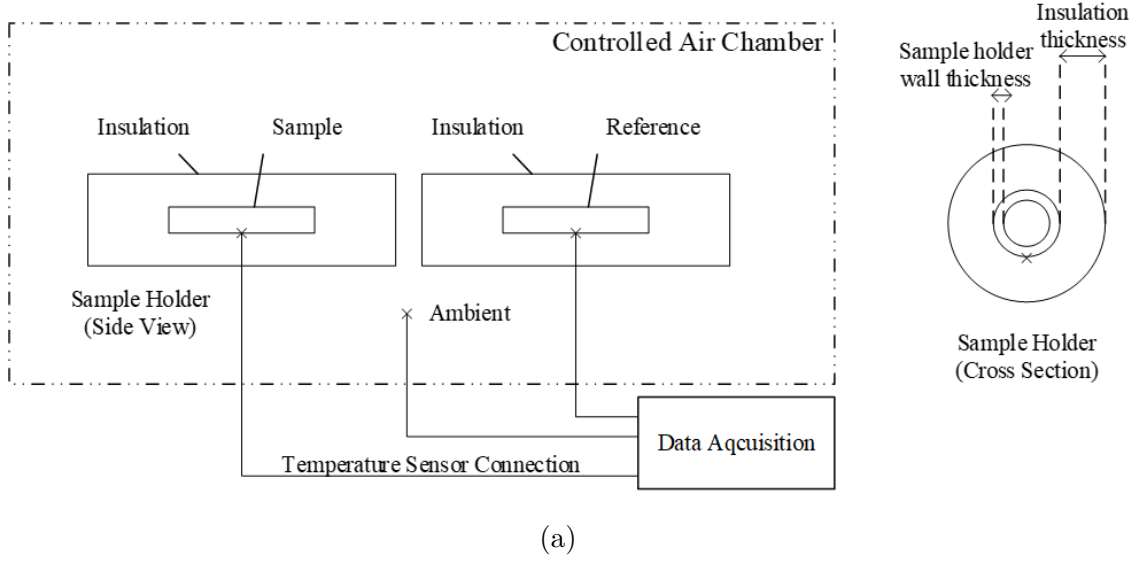 Controlled Air Chamber
Insulation
Sample
Insulation
Reference
Sample Holder
(Side View)
Ambient
Temperature Sensor Connection
Data Aqcuisition
Insulation
thickness
Sample holder
wall thickness
Sample Holder
(Cross Section)
(a)